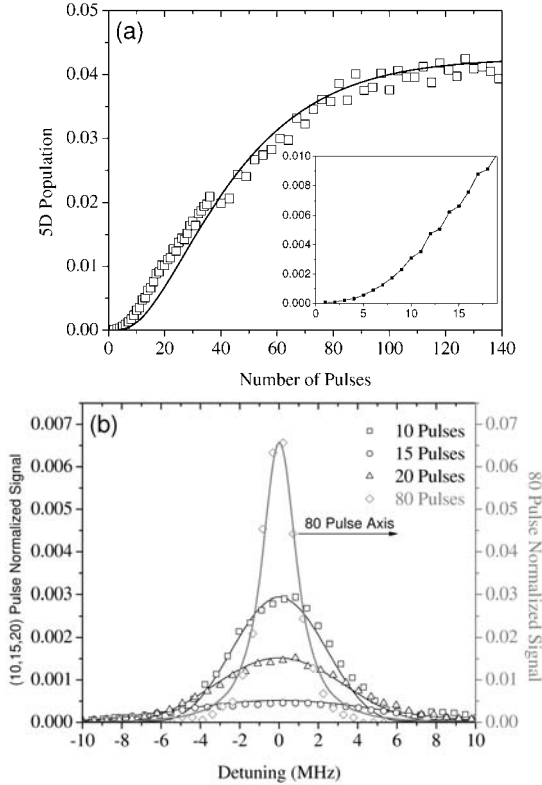 (a)
0.05
0.04
0.03
0.02
0.01
0.00
5D Population
0 20 40 60 80 100 120 140
Number of Pulses
0.010
0.008
0.006
0.004
0.002
0.000
0 5 10 15
(b)
0.007
0.006
0.005
0.004
0.003
0.002
0.001
0.000
(10,15,20) Pulse Normalized Signal
10 Pulses
15 Pulses
20 Pulses
80 Pulses
80 Pulse Axis
0.07
0.06
0.05
0.04
0.03
0.02
0.01
0.00
80 Pulse Normalized Signal
-10 -8 -6 -4 -2 0 2 4 6 8 10
Detuning (MHz)